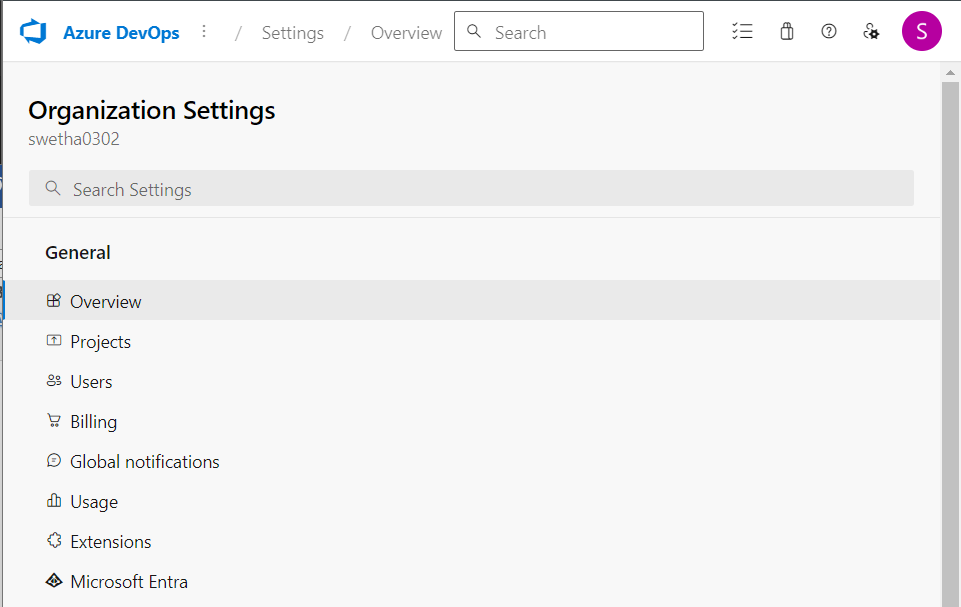 Azure DevOps / Settings / Overview Search S
Organization Settings
swetha0302
Search Settings
General
Overview
Projects
Users
Billing
Global notifications
Usage
Extensions
Microsoft Entra